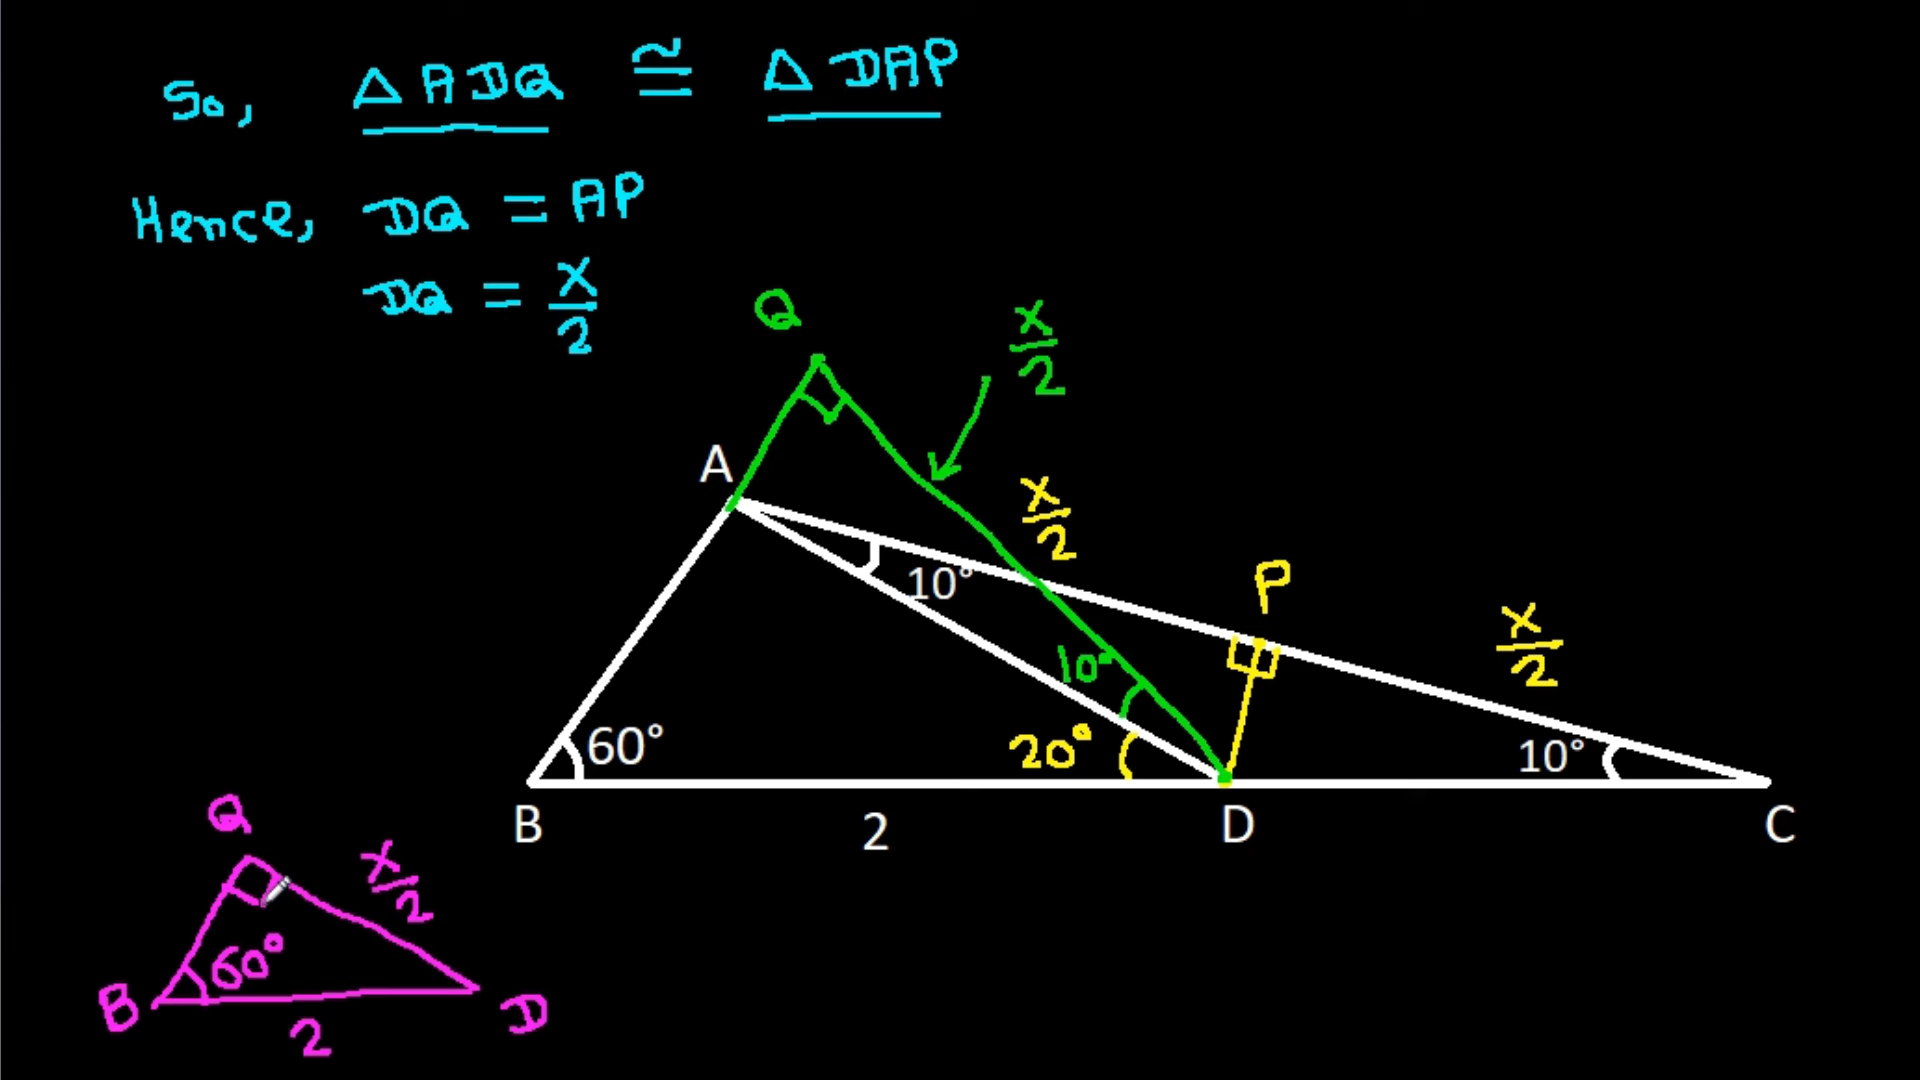 So, △ADQ ≅ △DAP
Hence, DQ = AP
DQ = x/2
Q
x/2
A
x/2
10°
P
x/2
10°
60°
20°
10°
B
2
D
C
Q
x/2
60°
B
2
D